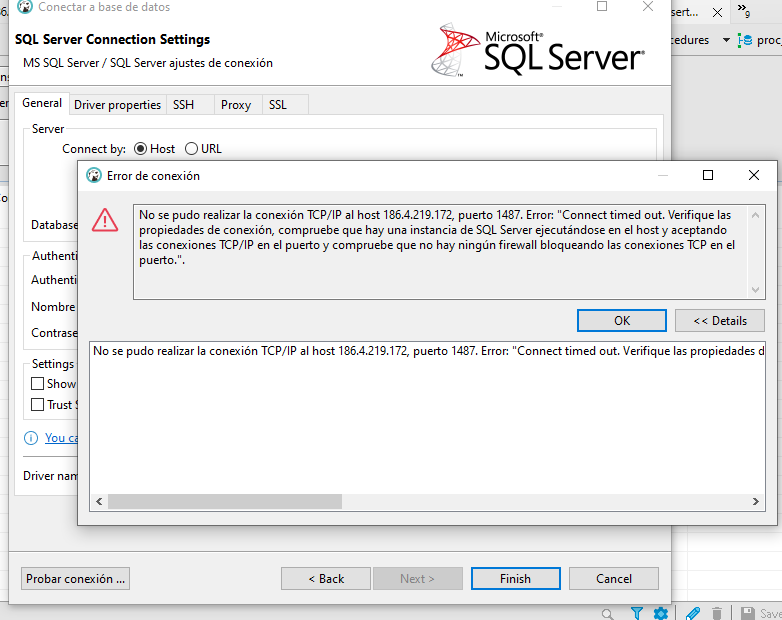 Conectar a base de datos
sert...
9
SQL Server Connection Settings
MS SQL Server / SQL Server ajustes de conexión
Microsoft®
SQL Server®
cedures
proc_
General
Driver properties
SSH
Proxy
SSL
Server
Connect by:
Host
URL
Error de conexión
No se pudo realizar la conexión TCP/IP al host 186.4.219.172, puerto 1487. Error: "Connect timed out. Verifique las
propiedades de conexión, compruebe que hay una instancia de SQL Server ejecutándose en el host y aceptando
las conexiones TCP/IP en el puerto y compruebe que no hay ningún firewall bloqueando las conexiones TCP en el
puerto.".
Database
Authenti
Authenti
Nombre
Contrase
OK
<< Details
No se pudo realizar la conexión TCP/IP al host 186.4.219.172, puerto 1487. Error: "Connect timed out. Verifique las propiedades d
Settings
Show
Trust S
You ca
Driver nam
Probar conexión ...
< Back
Next >
Finish
Cancel
Save